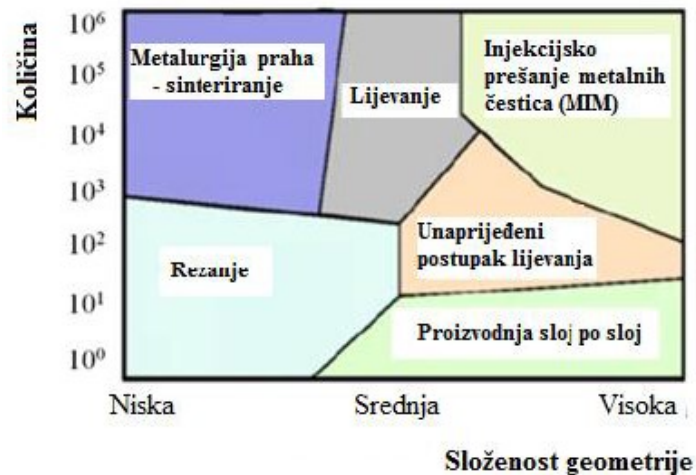 Količina
10⁶
10⁵
10⁴
10³
10²
10¹
10⁰
Metalurgija praha
- sinteriranje
Lijevanje
Injekcijsko
prešanje metalnih
čestica (MIM)
Rezanje
Unaprijeđeni
postupak lijevanja
Proizvodnja sloj po sloj
Niska
Srednja
Visoka
Složenost geometrije